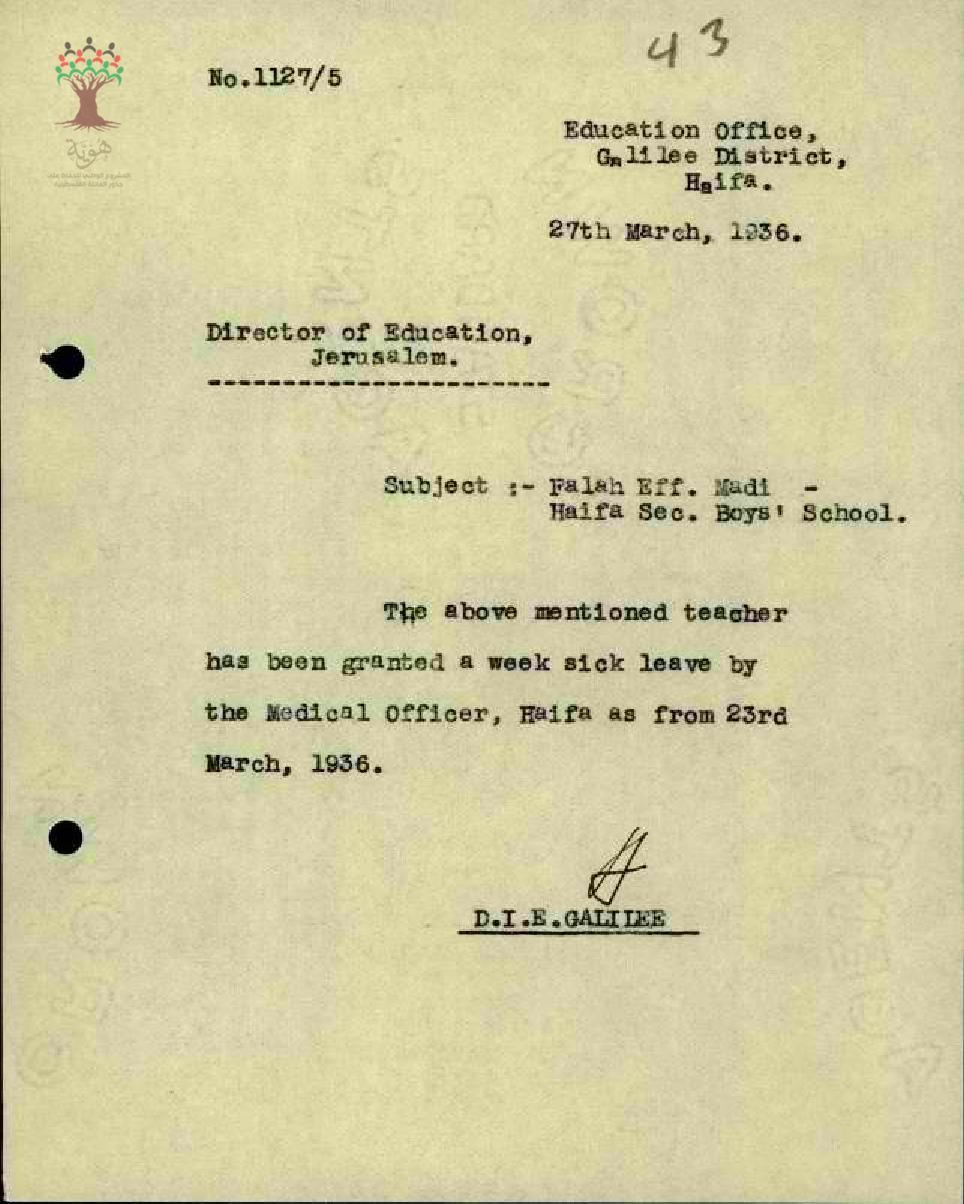 43
No.1127/5
Education Office,
Galilee District,
Haifa.
27th March, 1936.
Director of Education,
Jerusalem.
-----------------------
Subject :- Falah Eff. Madi -
Haifa Sec. Boys' School.
The above mentioned teacher
has been granted a week sick leave by
the Medical Officer, Haifa as from 23rd
March, 1936.
D.I.E.GALILEE
هوية